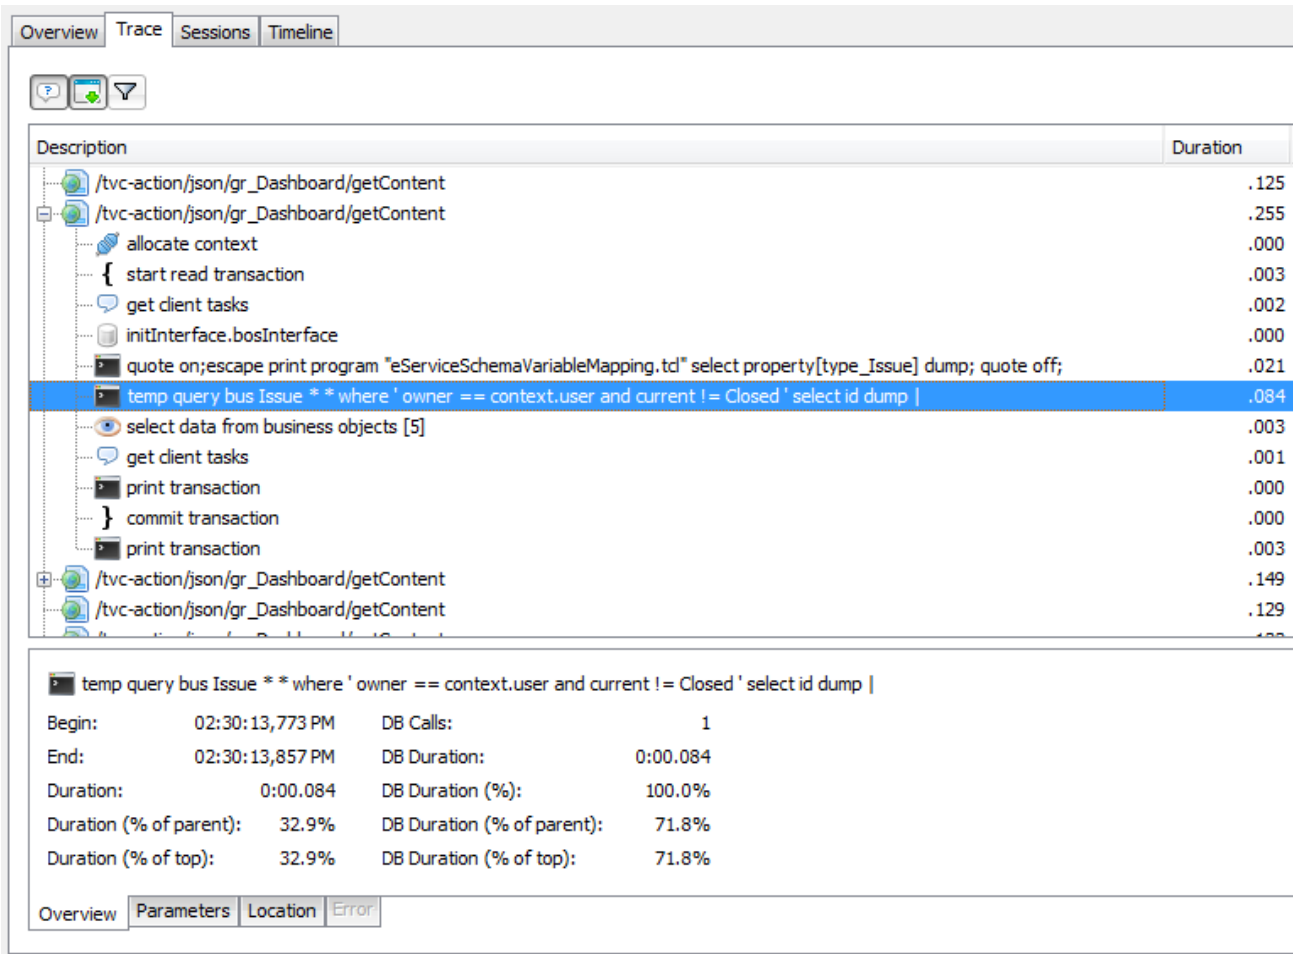 Overview Trace Sessions Timeline
Description Duration
/tvc-action/json/gr_Dashboard/getContent .125
/tvc-action/json/gr_Dashboard/getContent .255
allocate context .000
{ start read transaction .003
get client tasks .002
initInterface.bosInterface .000
quote on;escape print program "eServiceSchemaVariableMapping.tcl" select property[type_Issue] dump; quote off; .021
temp query bus Issue * * where ' owner == context.user and current != Closed ' select id dump | .084
select data from business objects [5] .003
get client tasks .001
print transaction .000
} commit transaction .000
print transaction .003
/tvc-action/json/gr_Dashboard/getContent .149
/tvc-action/json/gr_Dashboard/getContent .129
temp query bus Issue * * where ' owner == context.user and current != Closed ' select id dump |
Begin: 02:30:13,773 PM DB Calls: 1
End: 02:30:13,857 PM DB Duration: 0:00.084
Duration: 0:00.084 DB Duration (%): 100.0%
Duration (% of parent): 32.9% DB Duration (% of parent): 71.8%
Duration (% of top): 32.9% DB Duration (% of top): 71.8%
Overview Parameters Location Error